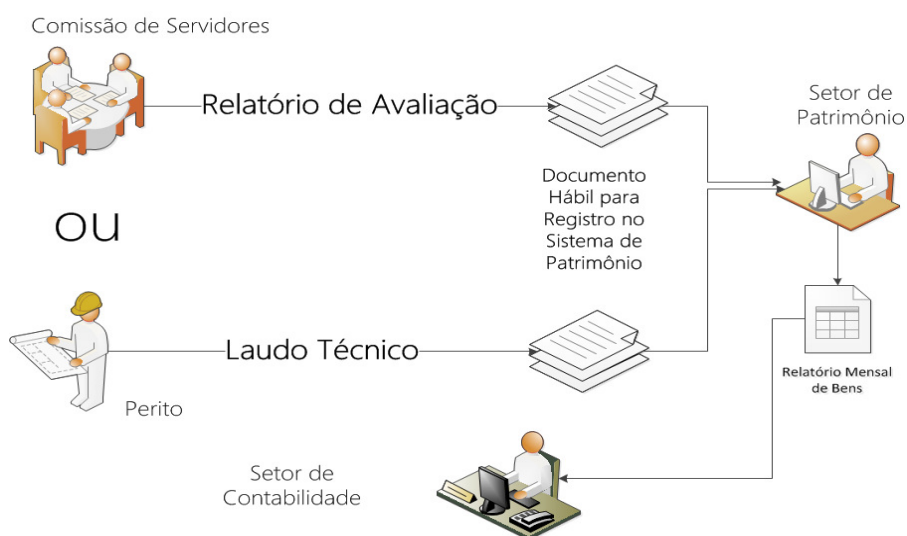 Comissão de Servidores
Relatório de Avaliação
Setor de
Patrimônio
Documento
Hábil para
Registro no
Sistema de
Patrimônio
OU
Laudo Técnico
Perito
Relatório Mensal
de Bens
Setor de
Contabilidade